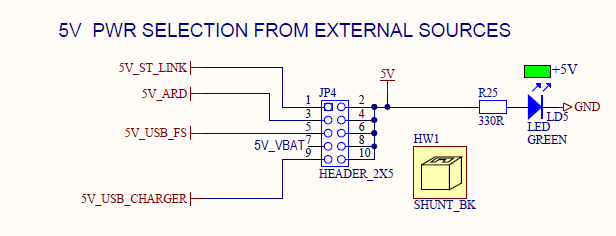 5V PWR SELECTION FROM EXTERNAL SOURCES
5V_ST_LINK
5V_ARD
5V_USB_FS
5V_VBAT
5V_USB_CHARGER
JP4
1 2
3 4
5 6
7 8
9 10
HEADER_2X5
5V
R25
330R
+5V
LD5
LED
GREEN
GND
HW1
SHUNT_BK